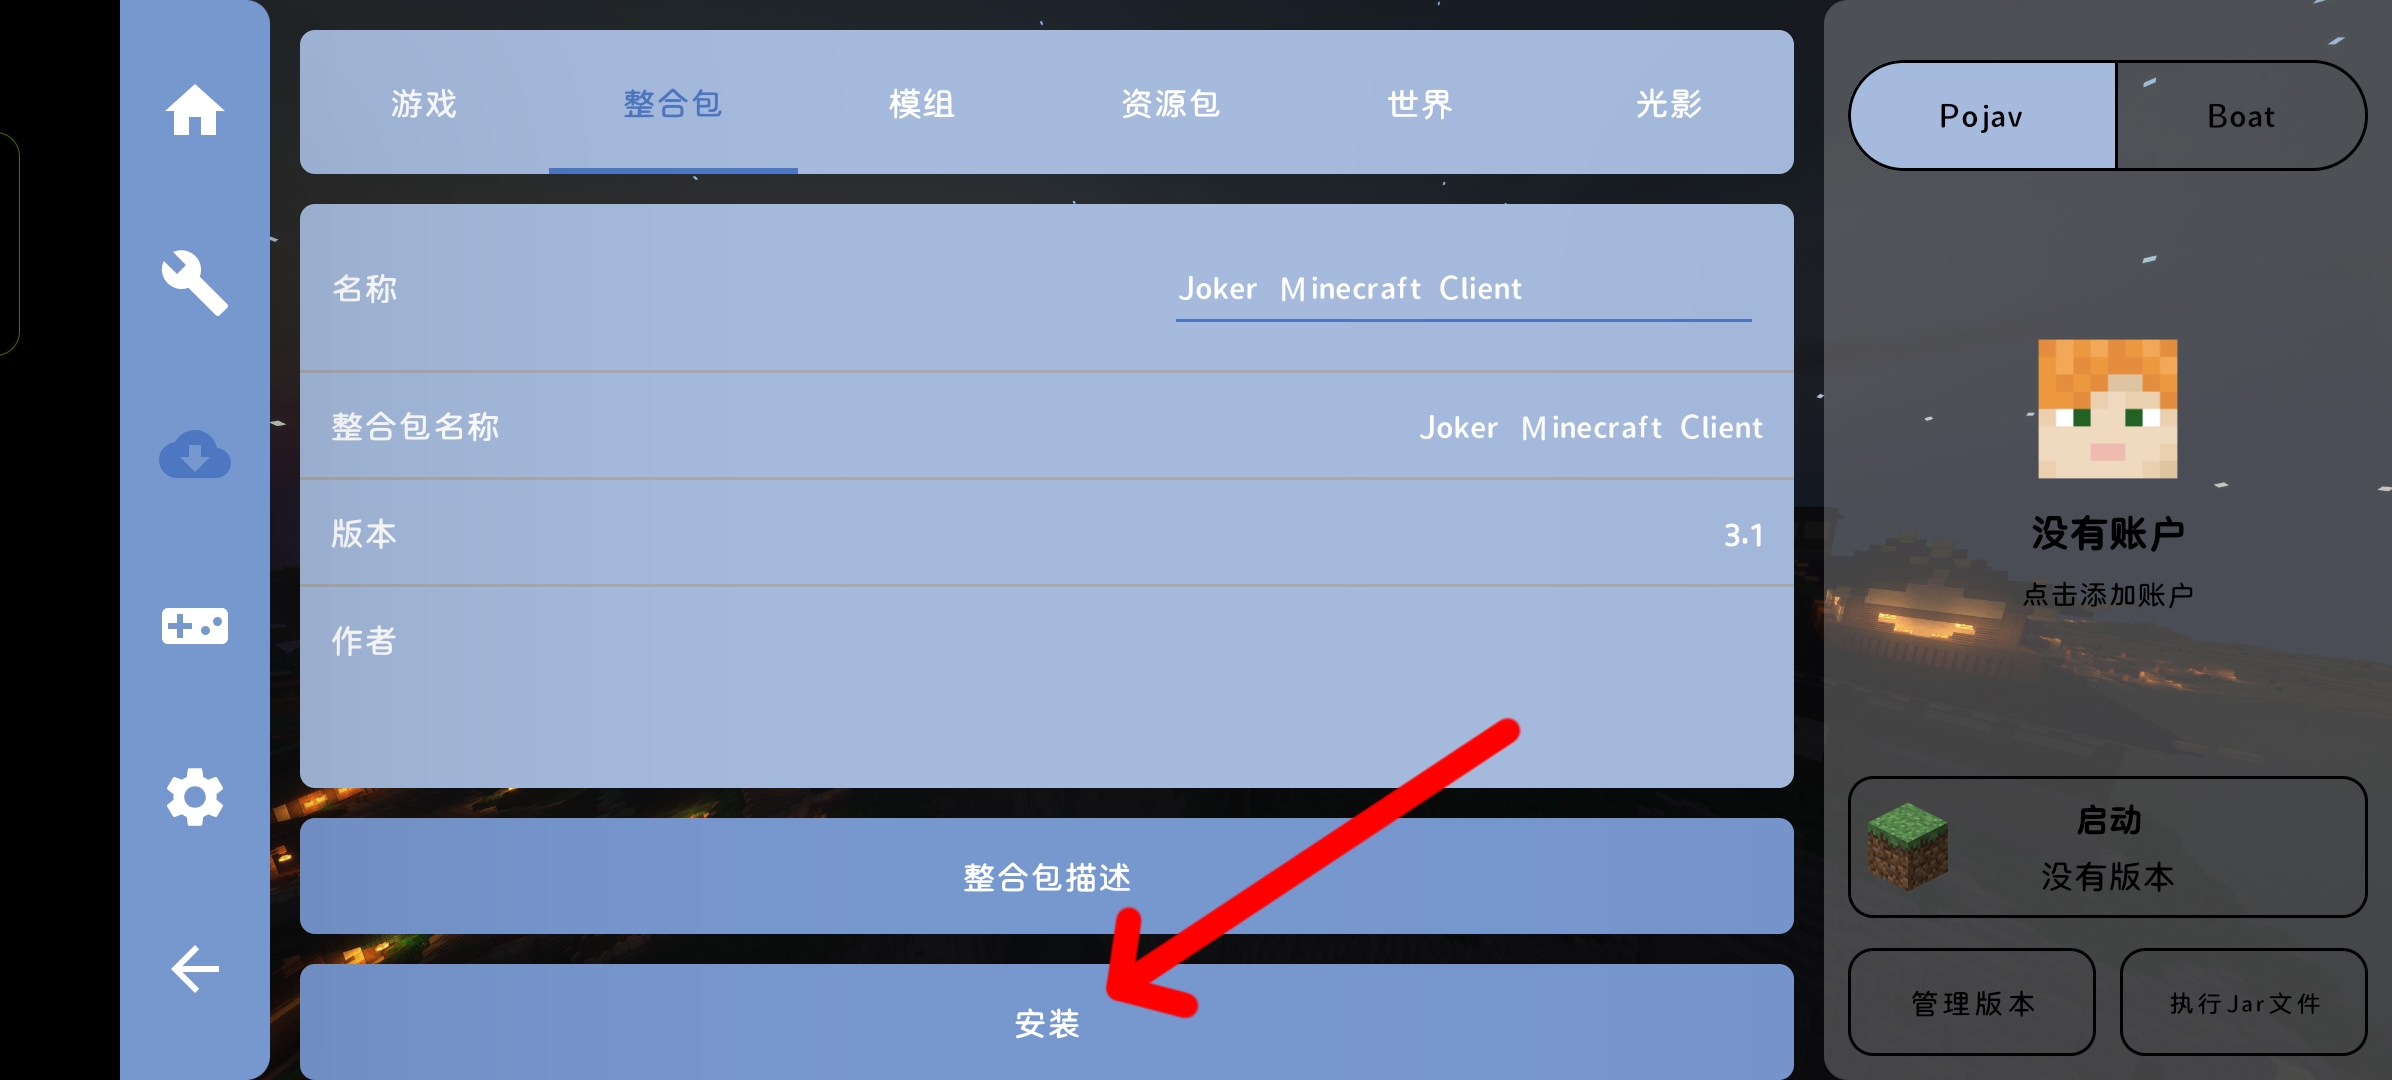 游戏 整合包 模组 资源包 世界 光影
名称 Joker Minecraft Client
整合包名称 Joker Minecraft Client
版本 3.1
作者
整合包描述
安装
Pojav Boat
没有账户
点击添加账户
启动
没有版本
管理版本 执行Jar文件